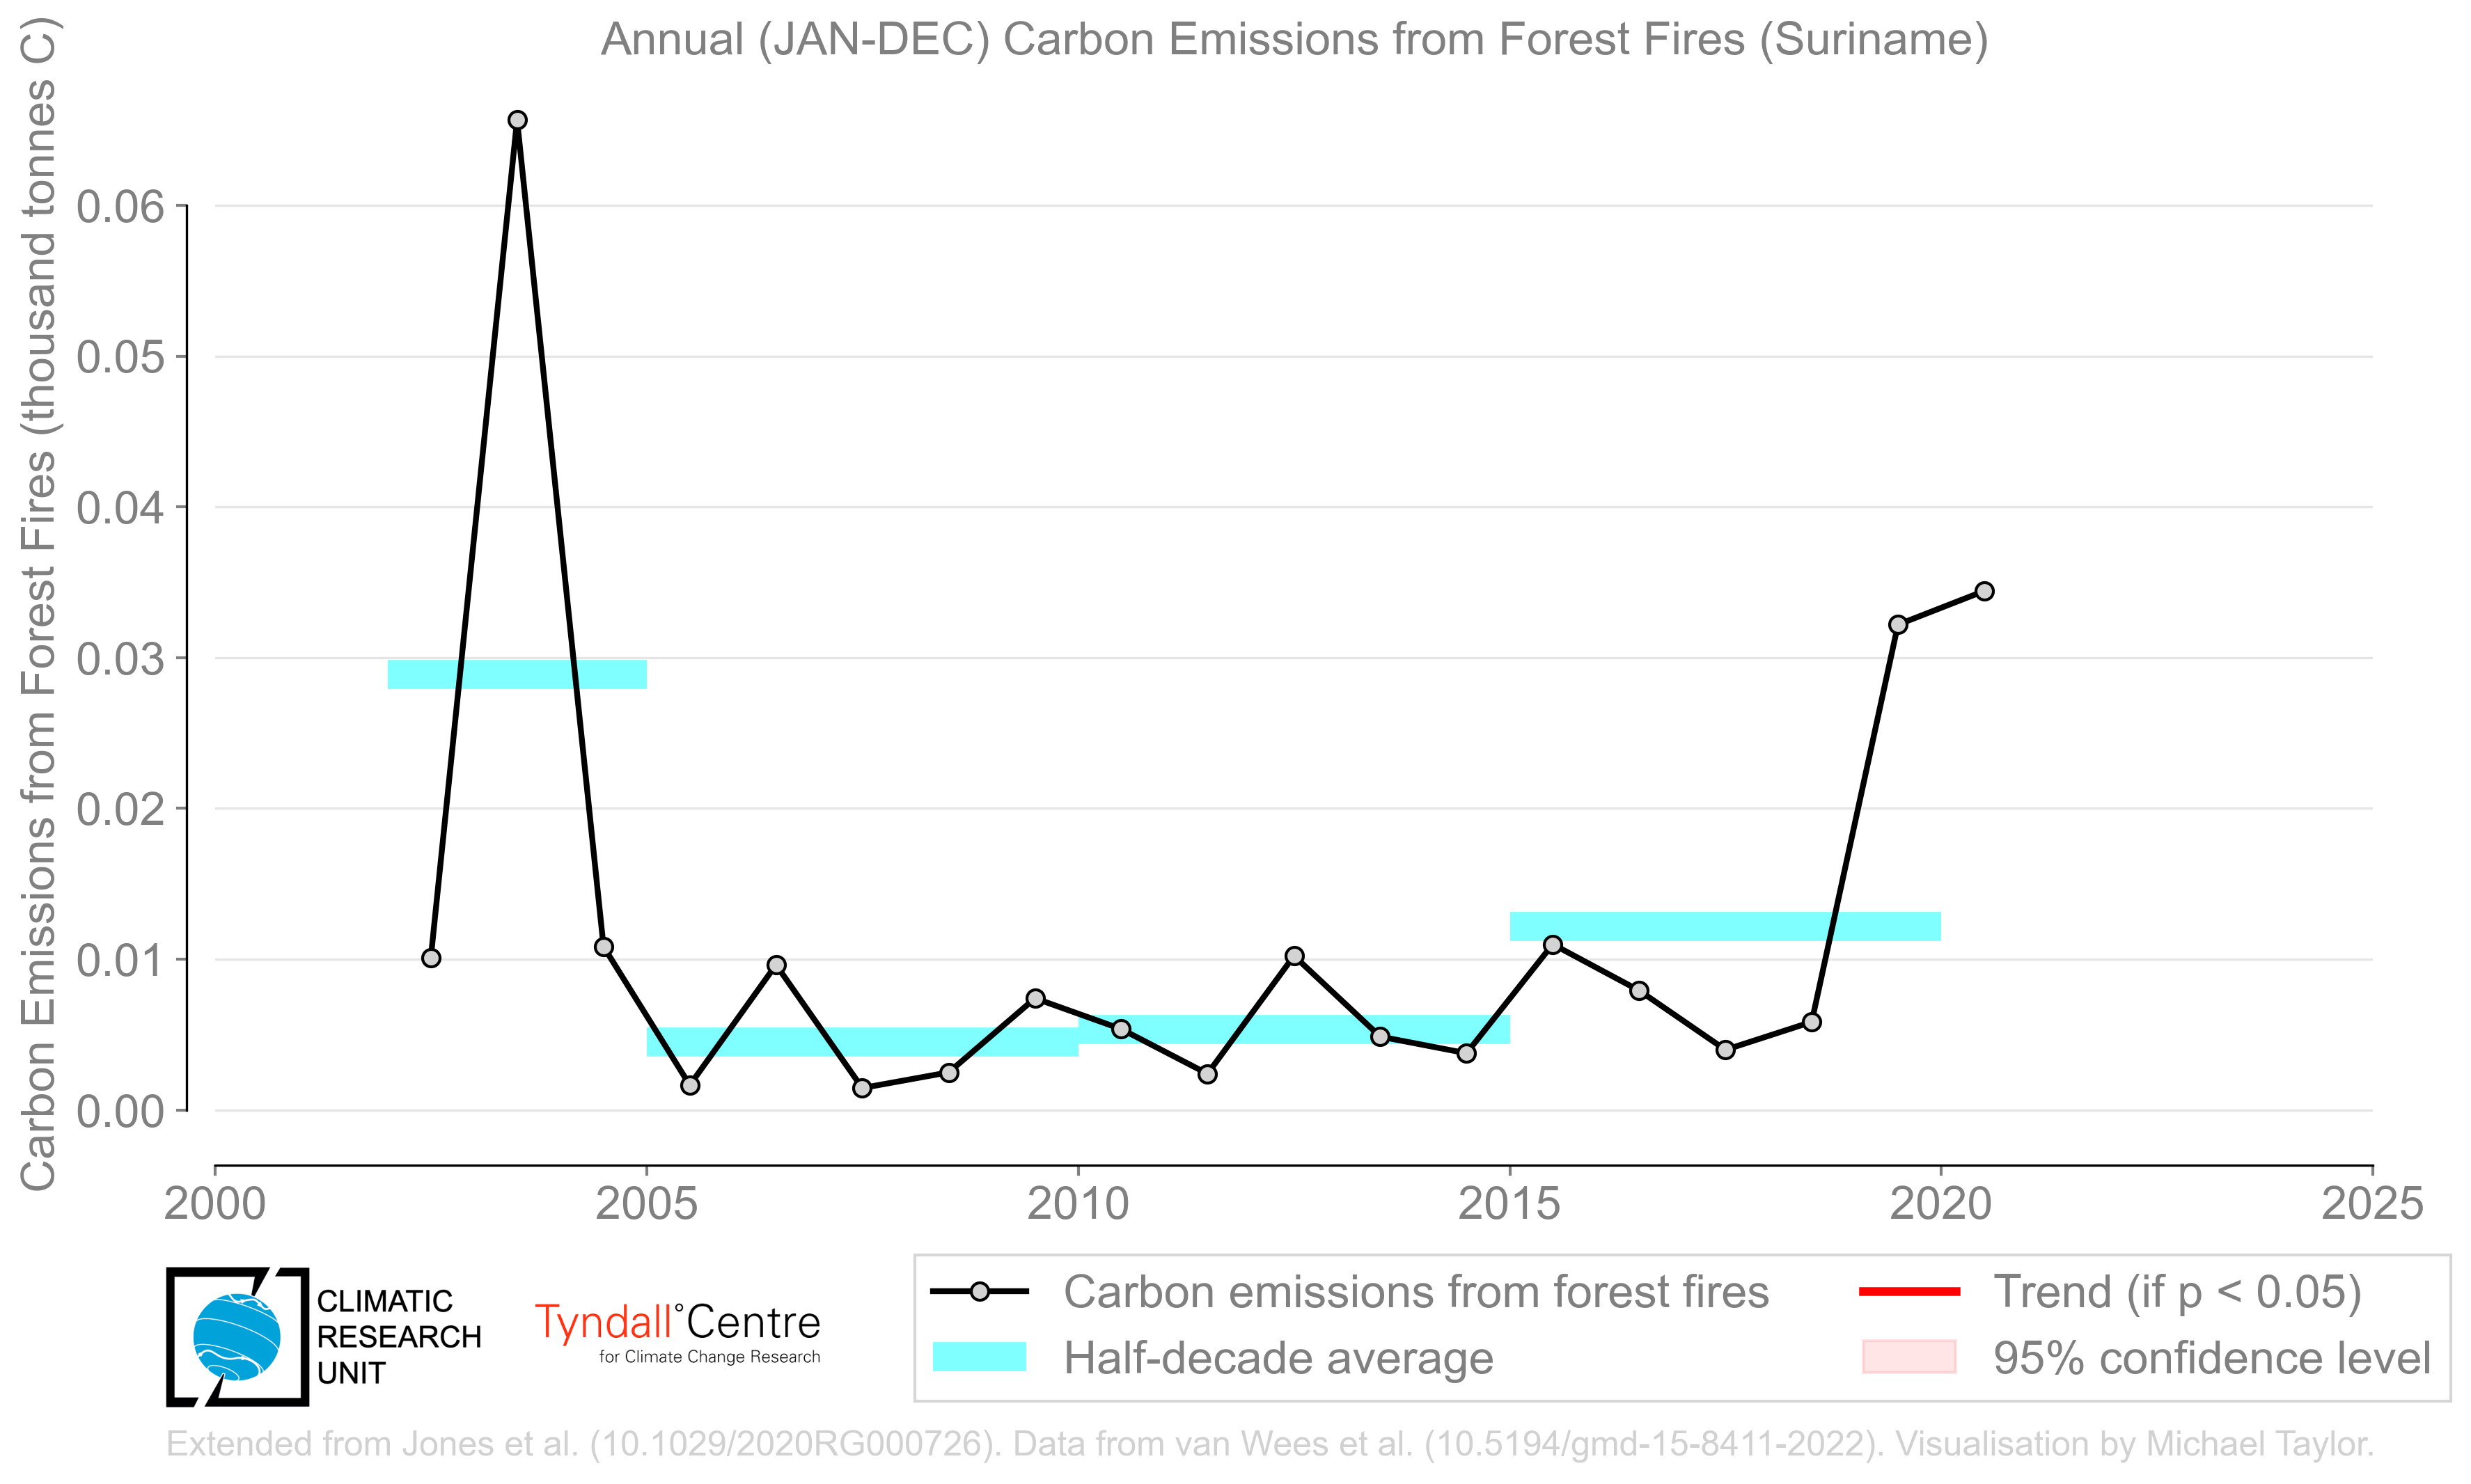 Annual (JAN-DEC) Carbon Emissions from Forest Fires (Suriname)
Carbon Emissions from Forest Fires (thousand tonnes C)
0.06
0.05
0.04
0.03
0.02
0.01
0.00
2000 2005 2010 2015 2020 2025
CLIMATIC
RESEARCH
UNIT
Tyndall°Centre
for Climate Change Research
Carbon emissions from forest fires
Half-decade average
Trend (if p < 0.05)
95% confidence level
Extended from Jones et al. (10.1029/2020RG000726). Data from van Wees et al. (10.5194/gmd-15-8411-2022). Visualisation by Michael Taylor.